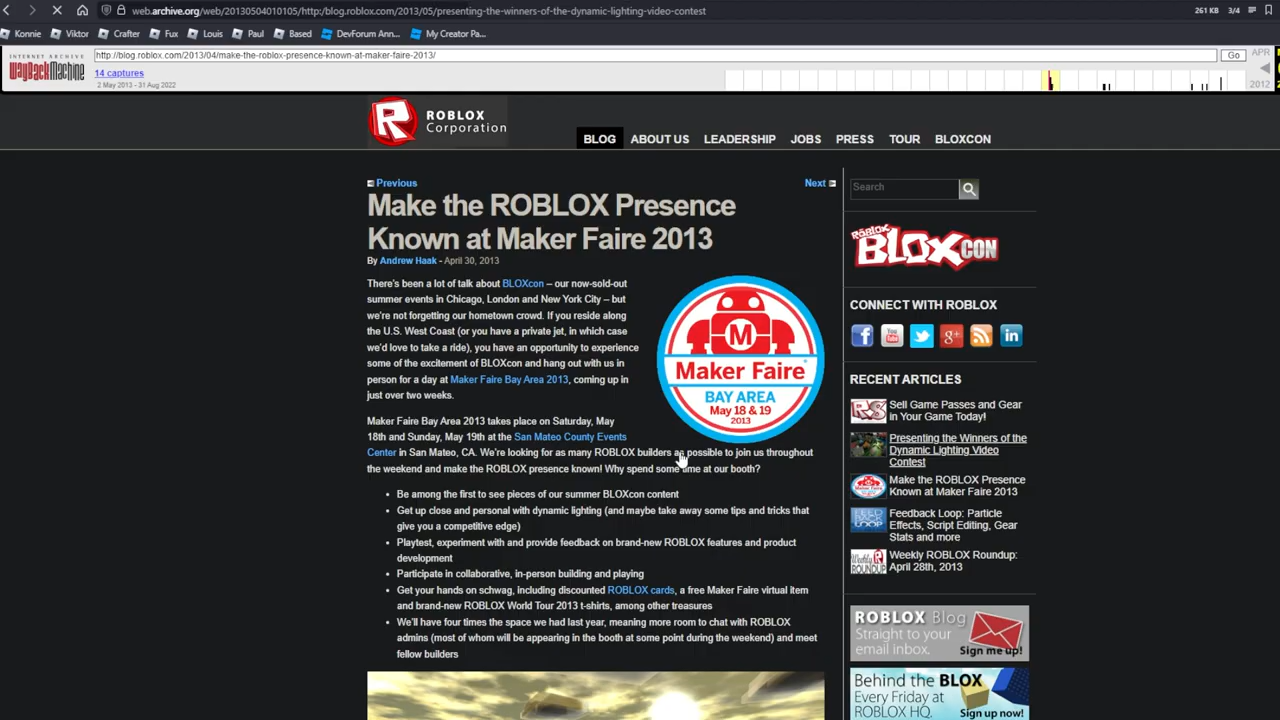 web.archive.org/web/20130504010105/http:/blog.roblox.com/2013/05/presenting-the-winners-of-the-dynamic-lighting-video-contest
261 KB 3/4
Konnie Viktor Crafter Fux Louis Paul Based DevForum Ann... My Creator Pa...
INTERNET ARCHIVE
WayBackMachine
http://blog.roblox.com/2013/04/make-the-roblox-presence-known-at-maker-faire-2013/
Go
APR
14 captures
2 May 2013 - 31 Aug 2022
2012
ROBLOX
Corporation
BLOG ABOUT US LEADERSHIP JOBS PRESS TOUR BLOXCON
Previous
Next
Make the ROBLOX Presence
Known at Maker Faire 2013
By Andrew Haak - April 30, 2013
There's been a lot of talk about BLOXcon – our now-sold-out
summer events in Chicago, London and New York City – but
we're not forgetting our hometown crowd. If you reside along
the U.S. West Coast (or you have a private jet, in which case
we'd love to take a ride), you have an opportunity to experience
some of the excitement of BLOXcon and hang out with us in
person for a day at Maker Faire Bay Area 2013, coming up in
just over two weeks.
M
Maker Faire
BAY AREA
May 18 & 19
2013
Maker Faire Bay Area 2013 takes place on Saturday, May
18th and Sunday, May 19th at the San Mateo County Events
Center in San Mateo, CA. We're looking for as many ROBLOX builders as possible to join us throughout
the weekend and make the ROBLOX presence known! Why spend some time at our booth?
Be among the first to see pieces of our summer BLOXcon content
Get up close and personal with dynamic lighting (and maybe take away some tips and tricks that
give you a competitive edge)
Playtest, experiment with and provide feedback on brand-new ROBLOX features and product
development
Participate in collaborative, in-person building and playing
Get your hands on schwag, including discounted ROBLOX cards, a free Maker Faire virtual item
and brand-new ROBLOX World Tour 2013 t-shirts, among other treasures
We'll have four times the space we had last year, meaning more room to chat with ROBLOX
admins (most of whom will be appearing in the booth at some point during the weekend) and meet
fellow builders
Search
ROBLOX
BLOXCON
CONNECT WITH ROBLOX
RECENT ARTICLES
Sell Game Passes and Gear
in Your Game Today!
Presenting the Winners of the
Dynamic Lighting Video
Contest
Make the ROBLOX Presence
Known at Maker Faire 2013
Feedback Loop: Particle
Effects, Script Editing, Gear
Stats and more
Weekly ROBLOX Roundup:
April 28th, 2013
ROBLOX Blog
Straight to your
email inbox.
Sign me up!
Behind the BLOX
Every Friday at
ROBLOX HQ.
Sign up now!